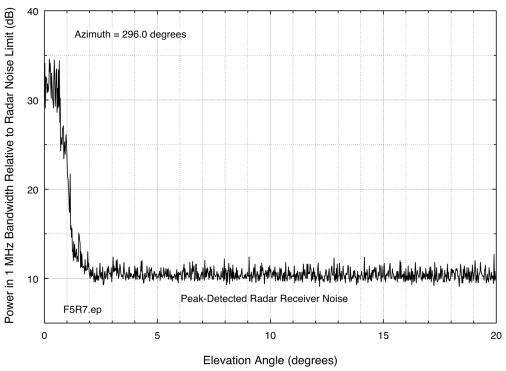 Power in 1 MHz Bandwidth Relative to Radar Noise Limit (dB)
40
30
20
10
Azimuth = 296.0 degrees
Peak-Detected Radar Receiver Noise
F5R7.ep
0
5
10
15
20
Elevation Angle (degrees)